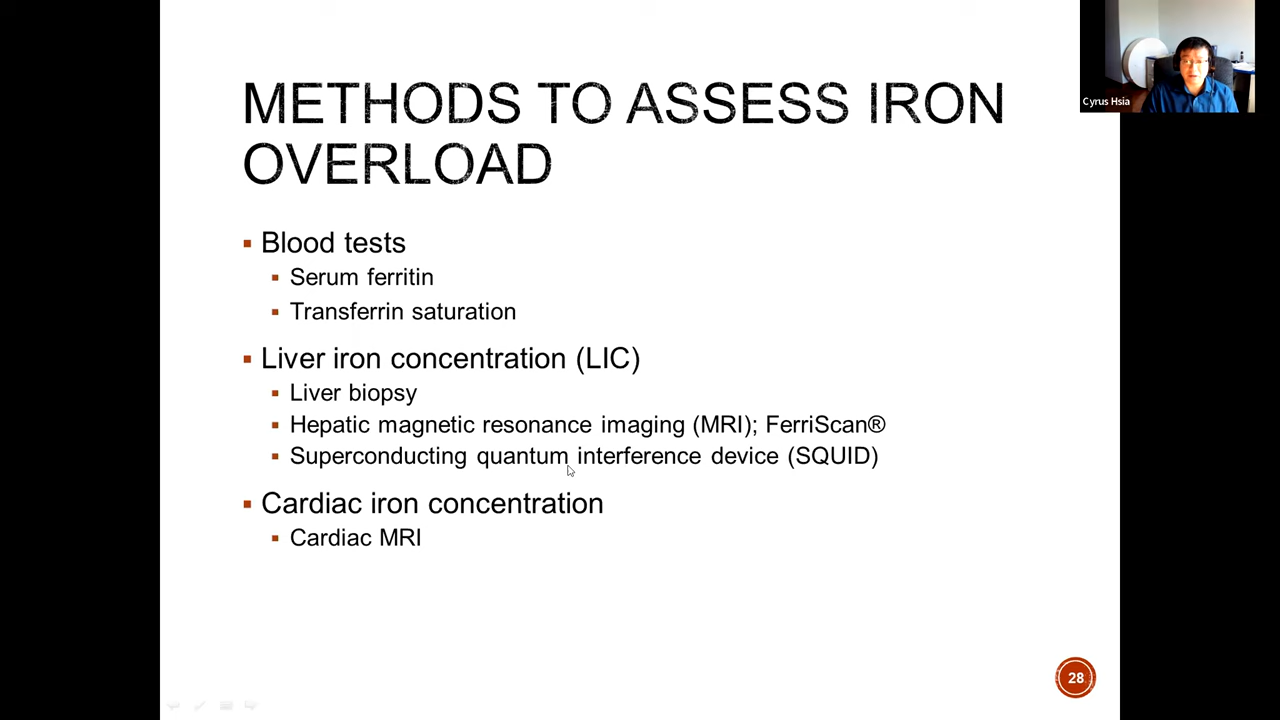 METHODS TO ASSESS IRON
OVERLOAD
Blood tests
Serum ferritin
Transferrin saturation
Liver iron concentration (LIC)
Liver biopsy
Hepatic magnetic resonance imaging (MRI); FerriScan®
Superconducting quantum interference device (SQUID)
Cardiac iron concentration
Cardiac MRI
28
Cyrus Hsia